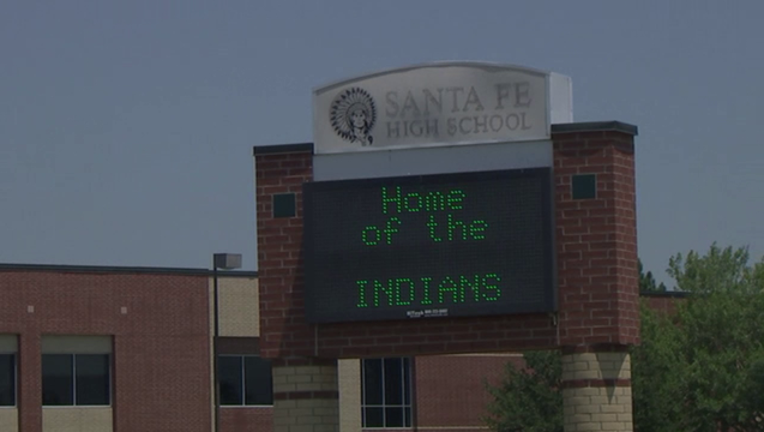 SANTA FE
HIGH SCHOOL
Home
of the
INDIANS